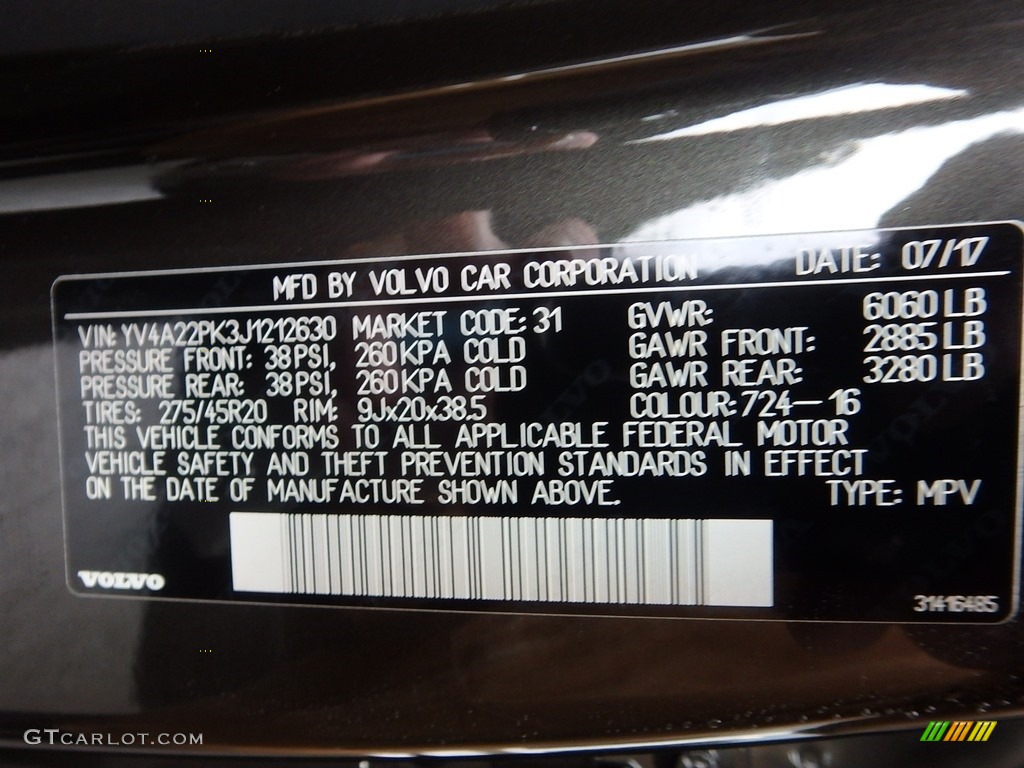 MFD BY VOLVO CAR CORPORATION DATE: 07/17
VIN: YV4A22PK3J1212630 MARKET CODE: 31 GVWR: 6060 LB
PRESSURE FRONT: 38 PSI, 260 KPA COLD GAWR FRONT: 2885 LB
PRESSURE REAR: 38 PSI, 260 KPA COLD GAWR REAR: 3280 LB
TIRES: 275/45R20 RIM: 9Jx20x38.5 COLOUR: 724-16
THIS VEHICLE CONFORMS TO ALL APPLICABLE FEDERAL MOTOR
VEHICLE SAFETY AND THEFT PREVENTION STANDARDS IN EFFECT
ON THE DATE OF MANUFACTURE SHOWN ABOVE. TYPE: MPV
VOLVO
31416485
GTCARLOT.COM